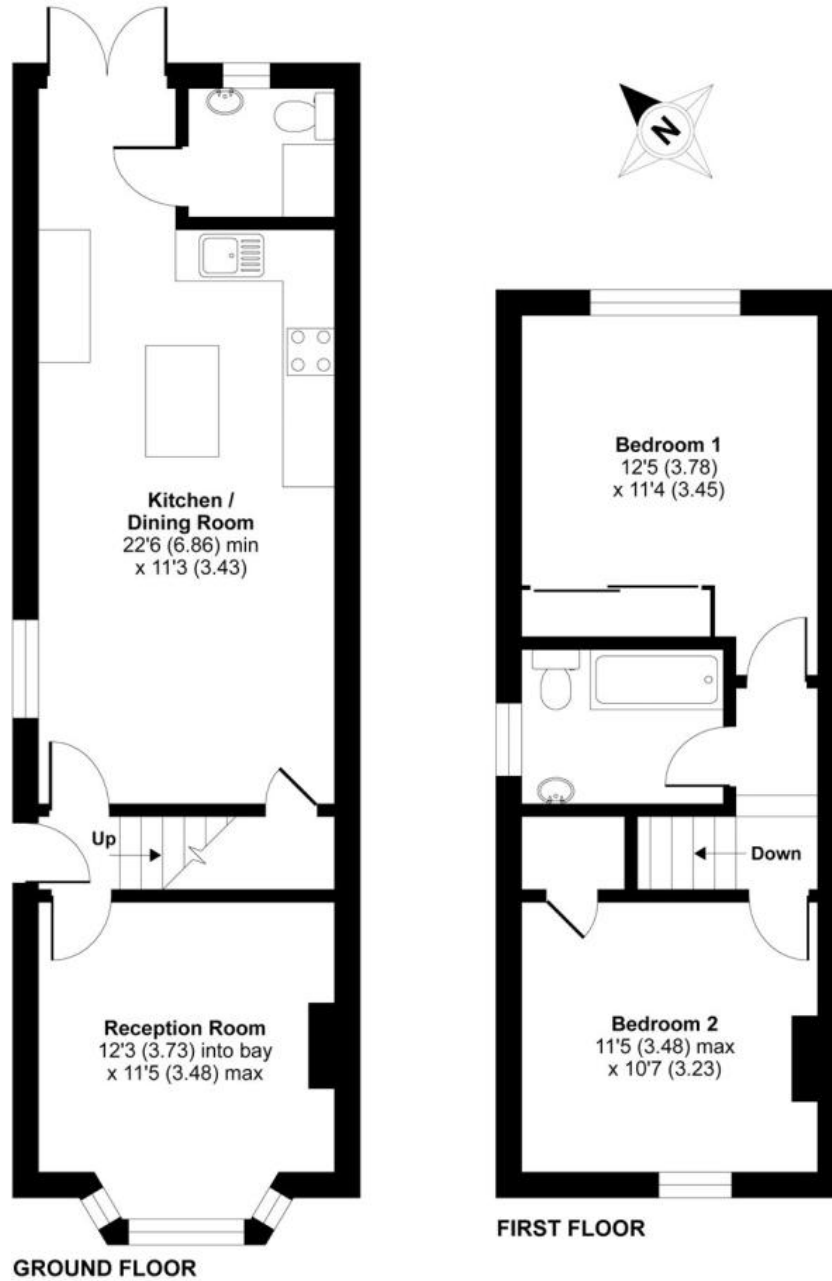 N
Kitchen /
Dining Room
22'6 (6.86) min
x 11'3 (3.43)
Up
Reception Room
12'3 (3.73) into bay
x 11'5 (3.48) max
GROUND FLOOR
Bedroom 1
12'5 (3.78)
x 11'4 (3.45)
Down
Bedroom 2
11'5 (3.48) max
x 10'7 (3.23)
FIRST FLOOR